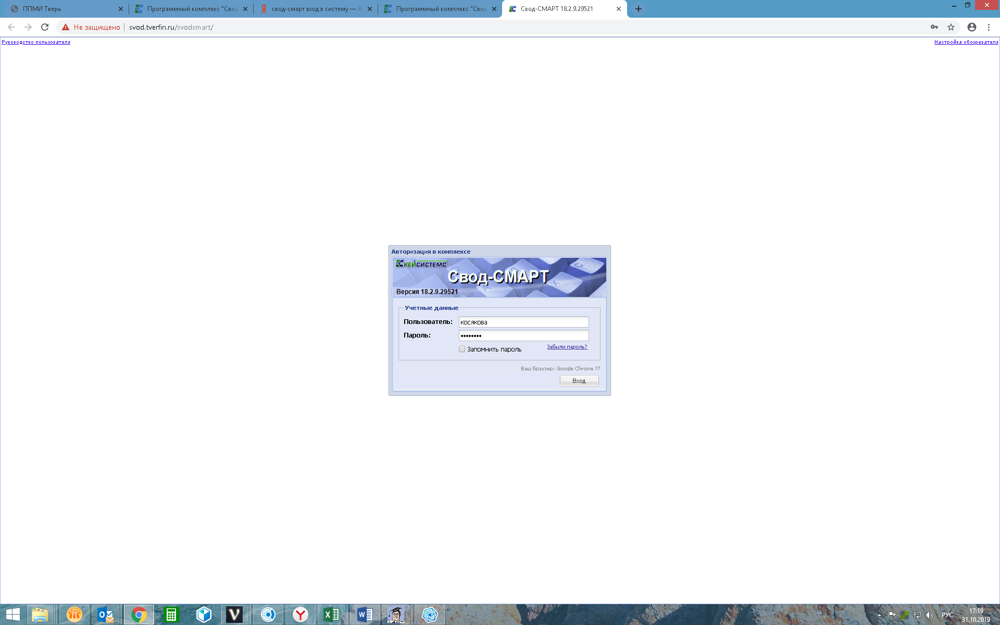 ППМИ Тверь
Программный комплекс "Свод
свод-смарт вход в систему — Я
Программный комплекс "Свод
Свод-СМАРТ 18.2.9.29521
Не защищено
svod.tverfin.ru/svodsmart/
Руководство пользователя
Настройка обозревателя
Авторизация в комплексе
КЕЙСИСТЕМС
Свод-СМАРТ
Версия 18.2.9.29521
Учетные данные
Пользователь:
косякова
Пароль:
••••••••
Запомнить пароль
Забыли пароль?
Ваш браузер: Google Chrome 77
Вход
РУС
17:19
31.10.2019